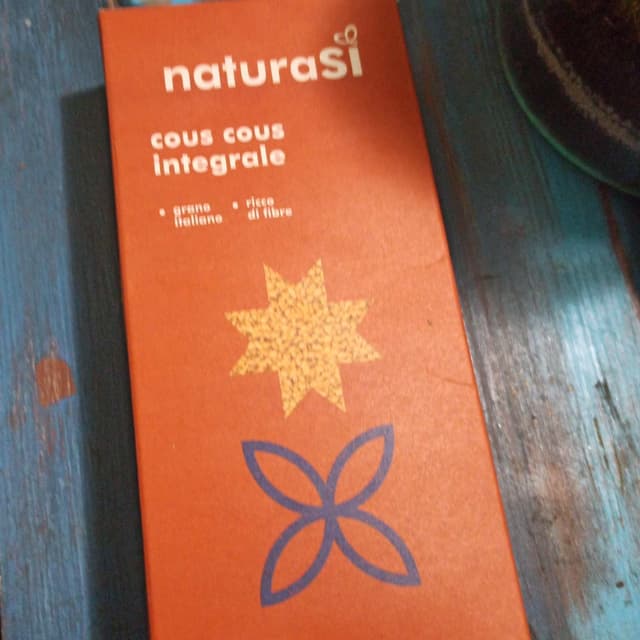 naturasì
cous cous
integrale
• grano
italiano
• ricco
di fibre